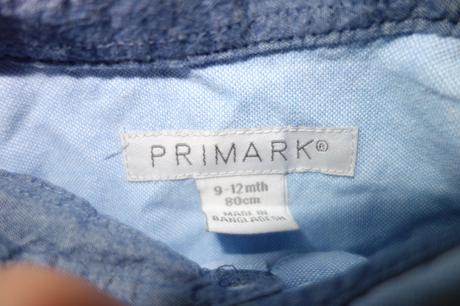 PRIMARK®
9-12 mth
80cm
MADE IN
BANGLADESH